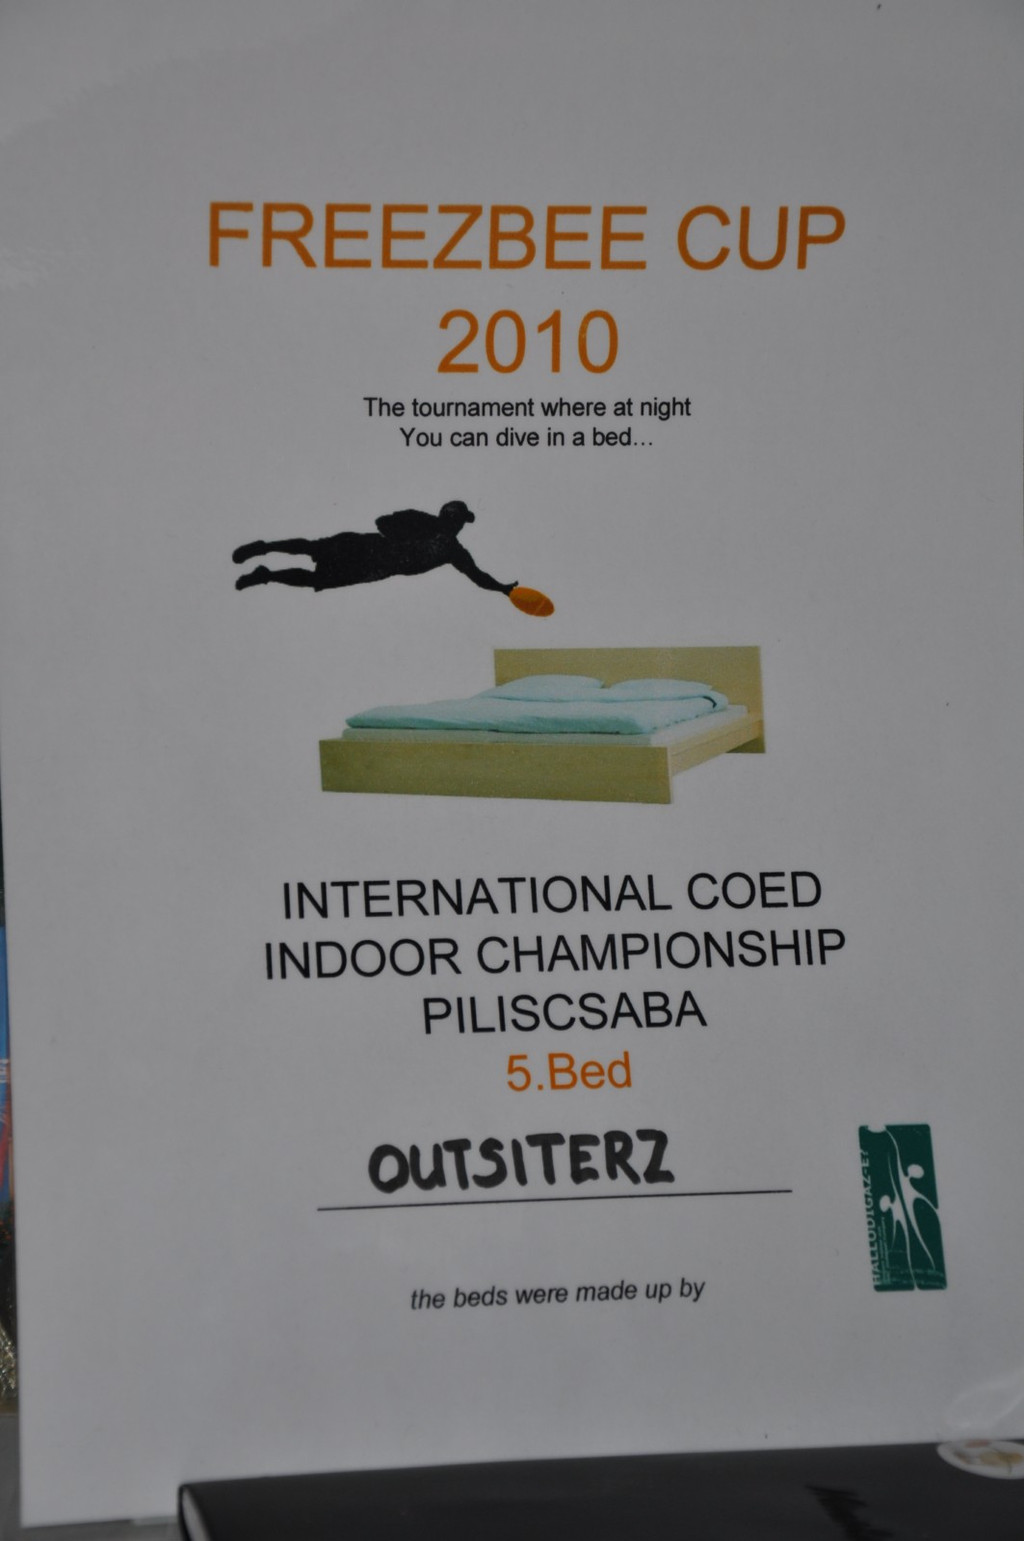 FREEZBEE CUP
2010
The tournament where at night
You can dive in a bed...
INTERNATIONAL COED
INDOOR CHAMPIONSHIP
PILISCSABA
5.Bed
OUTSITERZ
HALLODIGAZ-E?
the beds were made up by